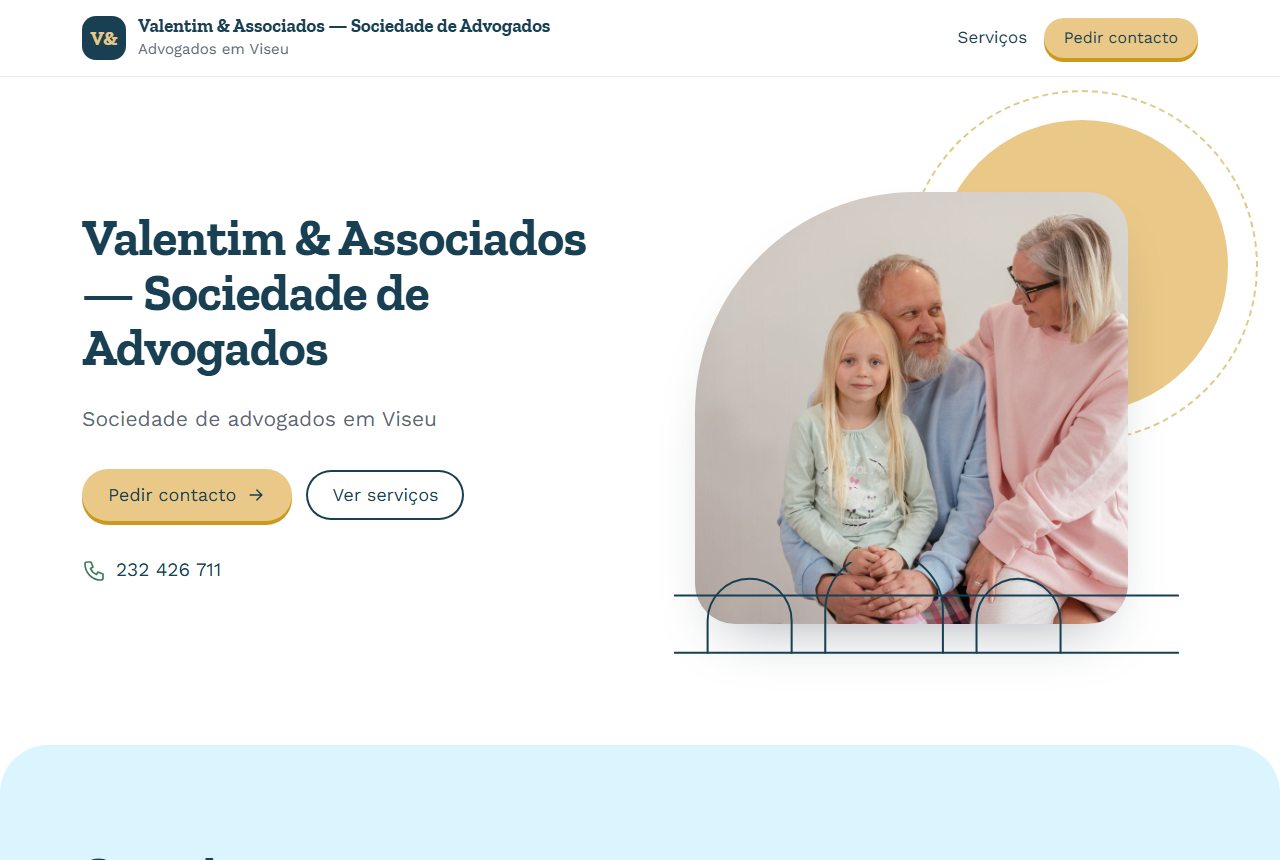 V&
Valentim & Associados — Sociedade de Advogados
Advogados em Viseu
Serviços
Pedir contacto
Valentim & Associados
— Sociedade de
Advogados
Sociedade de advogados em Viseu
Pedir contacto →
Ver serviços
232 426 711